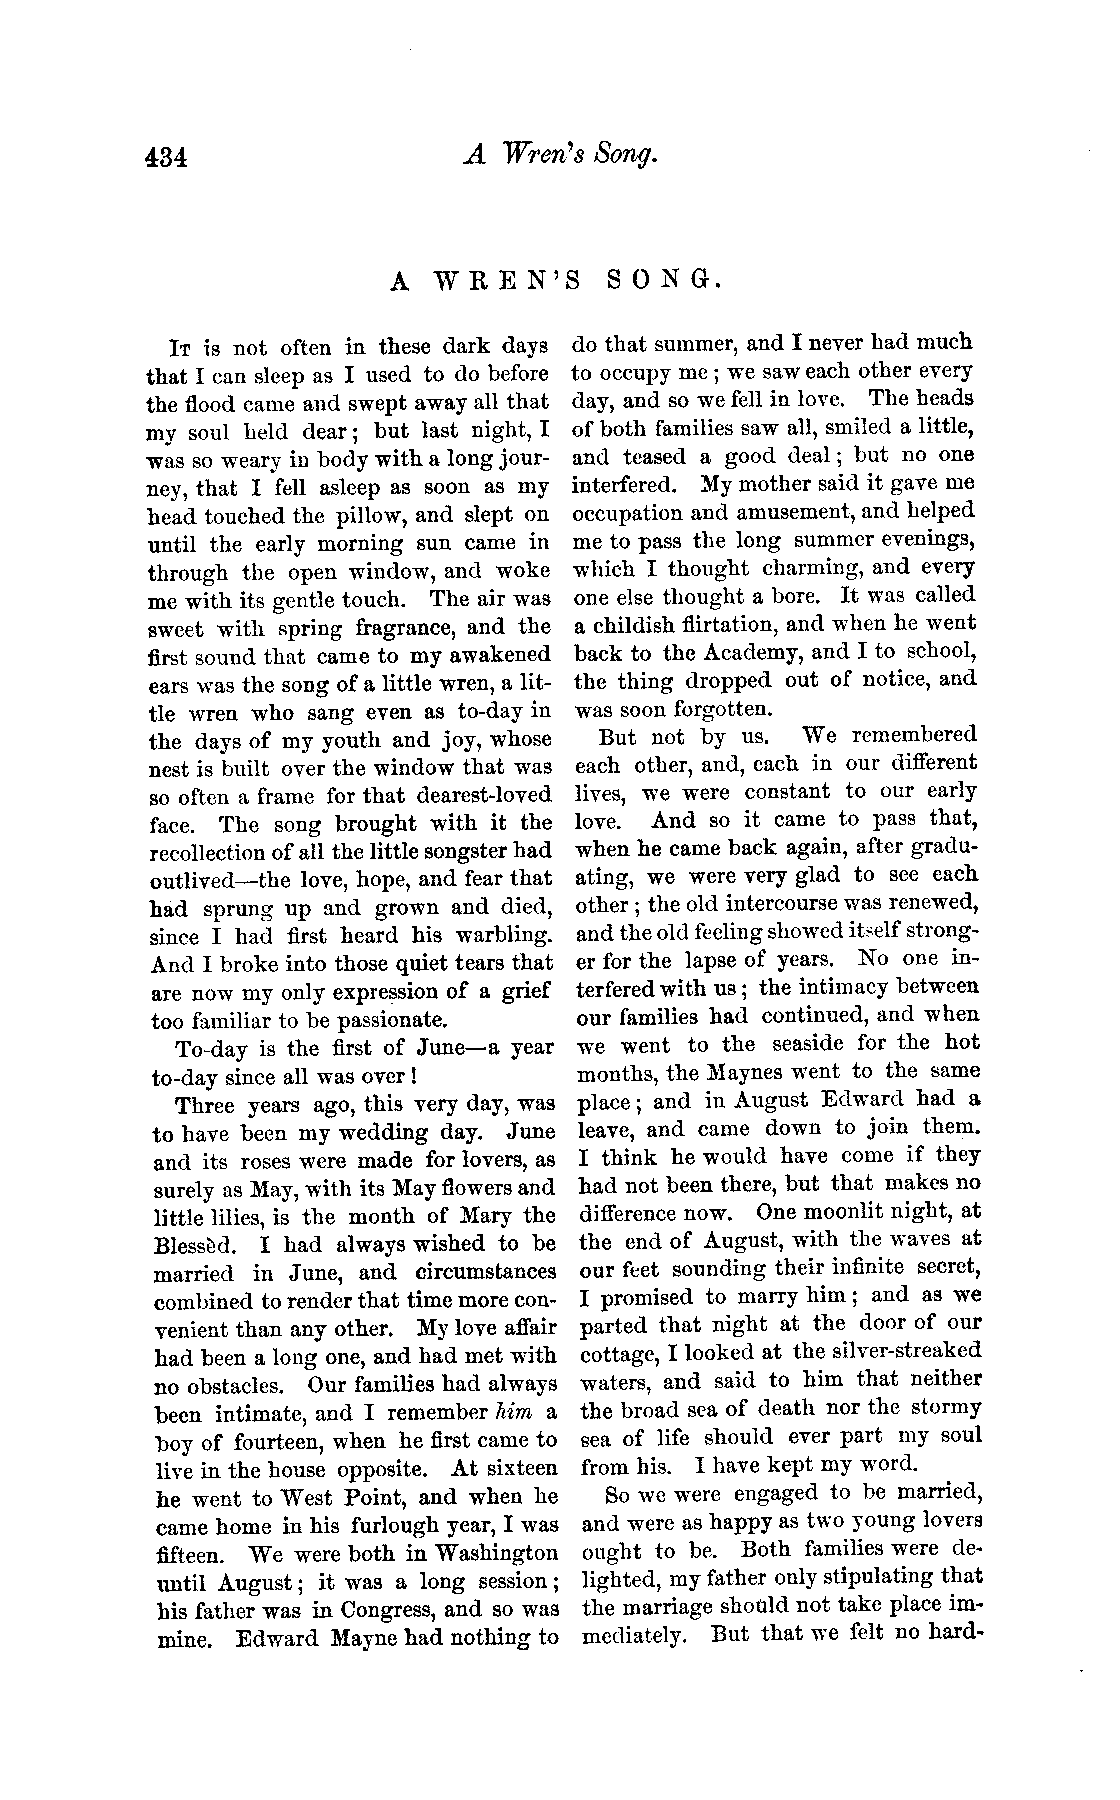 434
A Wren's Song.
A WREN'S SONG.
IT is not often in these dark days
that I can sleep as I used to do before
the flood came and swept away all that
my soul held dear; but last night, I
was so weary in body with a long jour-
ney, that I fell asleep as soon as my
head touched the pillow, and slept on
until the early morning sun came in
through the open window, and woke
me with its gentle touch. The air was
sweet with spring fragrance, and the
first sound that came to my awakened
ears was the song of a little wren, a lit-
tle wren who sang even as to-day in
the days of my youth and joy, whose
nest is built over the window that was
so often a frame for that dearest-loved
face. The song brought with it the
recollection of all the little songster had
outlived—the love, hope, and fear that
had sprung up and grown and died,
since I had first heard his warbling.
And I broke into those quiet tears that
are now my only expression of a grief
too familiar to be passionate.
To-day is the first of June—a year
to-day since all was over!
Three years ago, this very day, was
to have been my wedding day. June
and its roses were made for lovers, as
surely as May, with its May flowers and
little lilies, is the month of Mary the
Blessèd. I had always wished to be
married in June, and circumstances
combined to render that time more con-
venient than any other. My love affair
had been a long one, and had met with
no obstacles. Our families had always
been intimate, and I remember him a
boy of fourteen, when he first came to
live in the house opposite. At sixteen
he went to West Point, and when he
came home in his furlough year, I was
fifteen. We were both in Washington
until August; it was a long session;
his father was in Congress, and so was
mine. Edward Mayne had nothing to
do that summer, and I never had much
to occupy me; we saw each other every
day, and so we fell in love. The heads
of both families saw all, smiled a little,
and teased a good deal; but no one
interfered. My mother said it gave me
occupation and amusement, and helped
me to pass the long summer evenings,
which I thought charming, and every
one else thought a bore. It was called
a childish flirtation, and when he went
back to the Academy, and I to school,
the thing dropped out of notice, and
was soon forgotten.
But not by us. We remembered
each other, and, each in our different
lives, we were constant to our early
love. And so it came to pass that,
when he came back again, after gradu-
ating, we were very glad to see each
other; the old intercourse was renewed,
and the old feeling showed itself strong-
er for the lapse of years. No one in-
terfered with us; the intimacy between
our families had continued, and when
we went to the seaside for the hot
months, the Maynes went to the same
place; and in August Edward had a
leave, and came down to join them.
I think he would have come if they
had not been there, but that makes no
difference now. One moonlit night, at
the end of August, with the waves at
our feet sounding their infinite secret,
I promised to marry him; and as we
parted that night at the door of our
cottage, I looked at the silver-streaked
waters, and said to him that neither
the broad sea of death nor the stormy
sea of life should ever part my soul
from his. I have kept my word.
So we were engaged to be married,
and were as happy as two young lovers
ought to be. Both families were de-
lighted, my father only stipulating that
the marriage should not take place im-
mediately. But that we felt no hard-